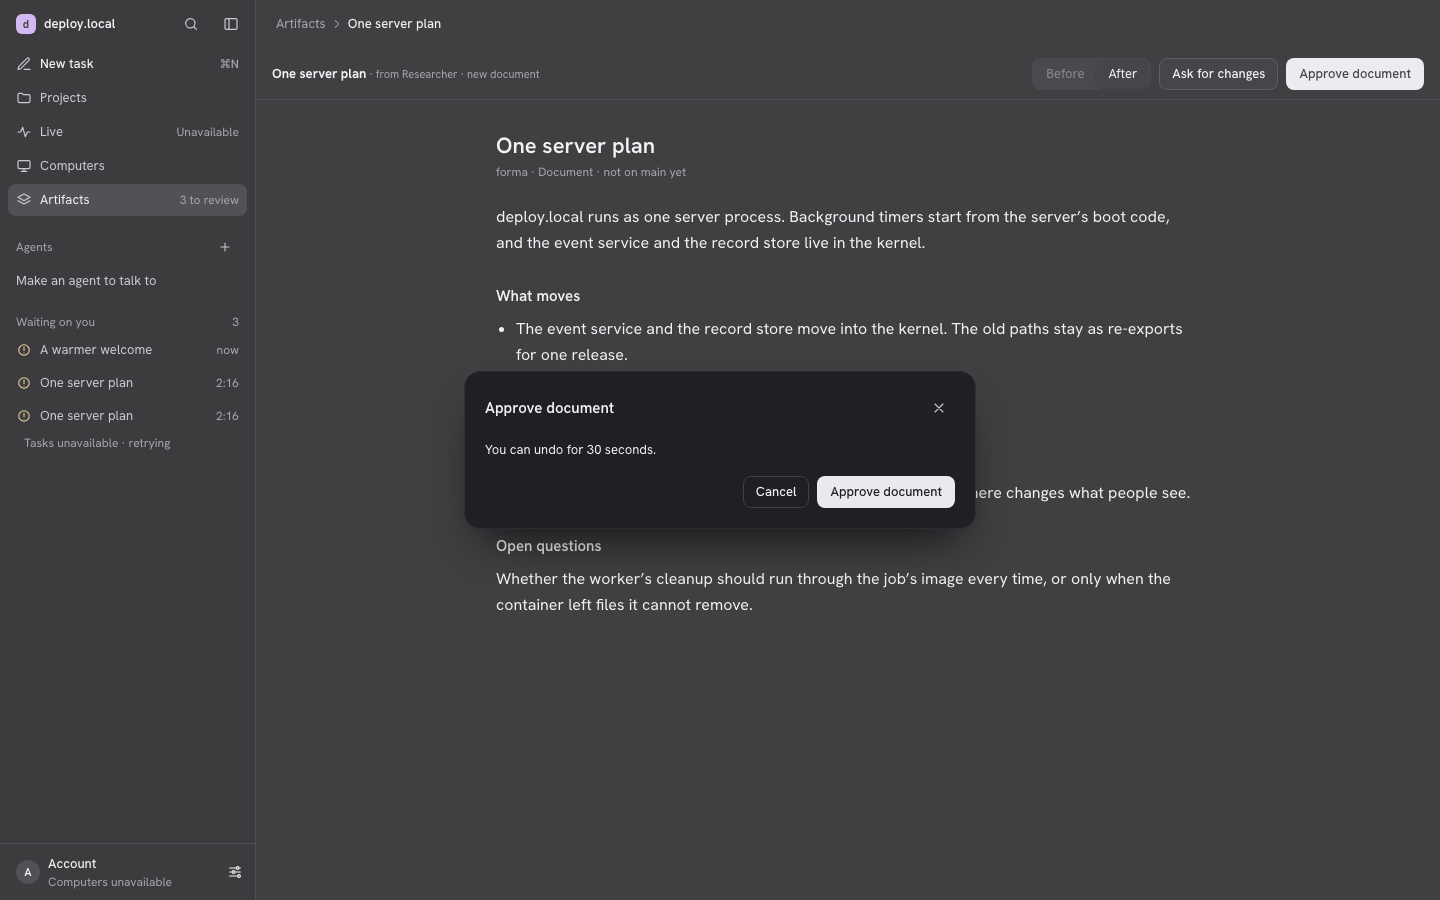 d deploy.local
New task ⌘N
Projects
Live Unavailable
Computers
Artifacts 3 to review
Agents
Make an agent to talk to
Waiting on you 3
A warmer welcome now
One server plan 2:16
One server plan 2:16
Tasks unavailable · retrying
A Account
Computers unavailable
Artifacts One server plan
One server plan · from Researcher · new document
Before After Ask for changes Approve document
One server plan
forma · Document · not on main yet
deploy.local runs as one server process. Background timers start from the server’s boot code,
and the event service and the record store live in the kernel.
What moves
• The event service and the record store move into the kernel. The old paths stay as re-exports
for one release.
Approve document
You can undo for 30 seconds.
Cancel Approve document
changes what people see.
Open questions
Whether the worker’s cleanup should run through the job’s image every time, or only when the
container left files it cannot remove.